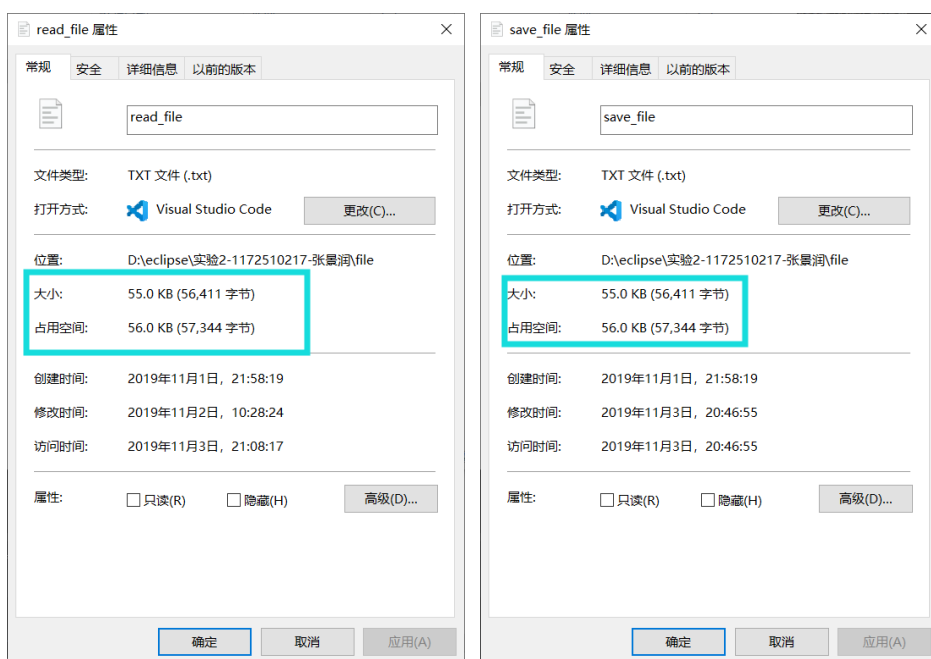 read_file 属性
常规 安全 详细信息 以前的版本
read_file
文件类型: TXT 文件 (.txt)
打开方式: Visual Studio Code 更改(C)...
位置: D:\eclipse\实验2-1172510217-张景润\file
大小: 55.0 KB (56,411 字节)
占用空间: 56.0 KB (57,344 字节)
创建时间: 2019年11月1日，21:58:19
修改时间: 2019年11月2日，10:28:24
访问时间: 2019年11月3日，21:08:17
属性: 只读(R) 隐藏(H) 高级(D)...
确定 取消 应用(A)
save_file 属性
常规 安全 详细信息 以前的版本
save_file
文件类型: TXT 文件 (.txt)
打开方式: Visual Studio Code 更改(C)...
位置: D:\eclipse\实验2-1172510217-张景润\file
大小: 55.0 KB (56,411 字节)
占用空间: 56.0 KB (57,344 字节)
创建时间: 2019年11月1日，21:58:19
修改时间: 2019年11月3日，20:46:55
访问时间: 2019年11月3日，20:46:55
属性: 只读(R) 隐藏(H) 高级(D)...
确定 取消 应用(A)